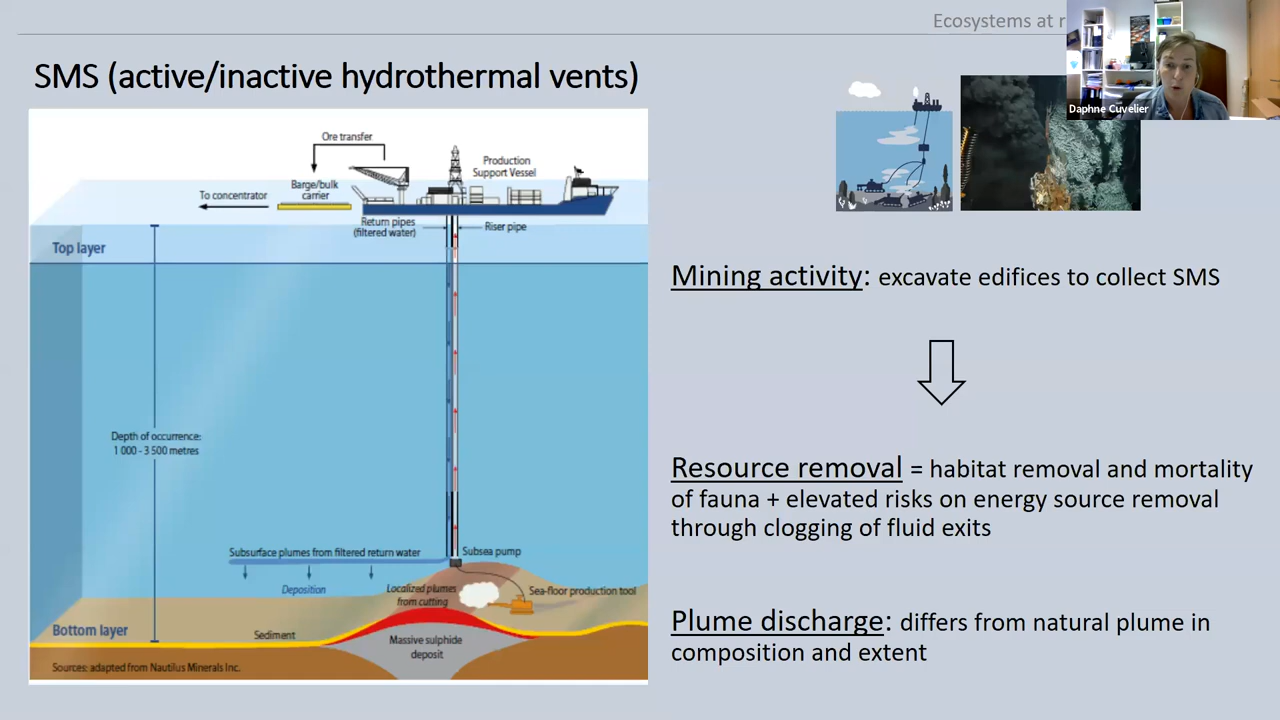 Ecosystems at r
Daphne Cuvelier
SMS (active/inactive hydrothermal vents)
Ore transfer
Production
Support Vessel
To concentrator
Barge/bulk
carrier
Return pipes
(filtered water)
Riser pipe
Top layer
Depth of occurrence:
1 000 - 3 500 metres
Subsurface plumes from filtered return water
Subsea pump
Deposition
Localized plumes
from cutting
Sea-floor production tool
Bottom layer
Sediment
Massive sulphide
deposit
Sources: adapted from Nautilus Minerals Inc.
Mining activity: excavate edifices to collect SMS
Resource removal = habitat removal and mortality
of fauna + elevated risks on energy source removal
through clogging of fluid exits
Plume discharge: differs from natural plume in
composition and extent